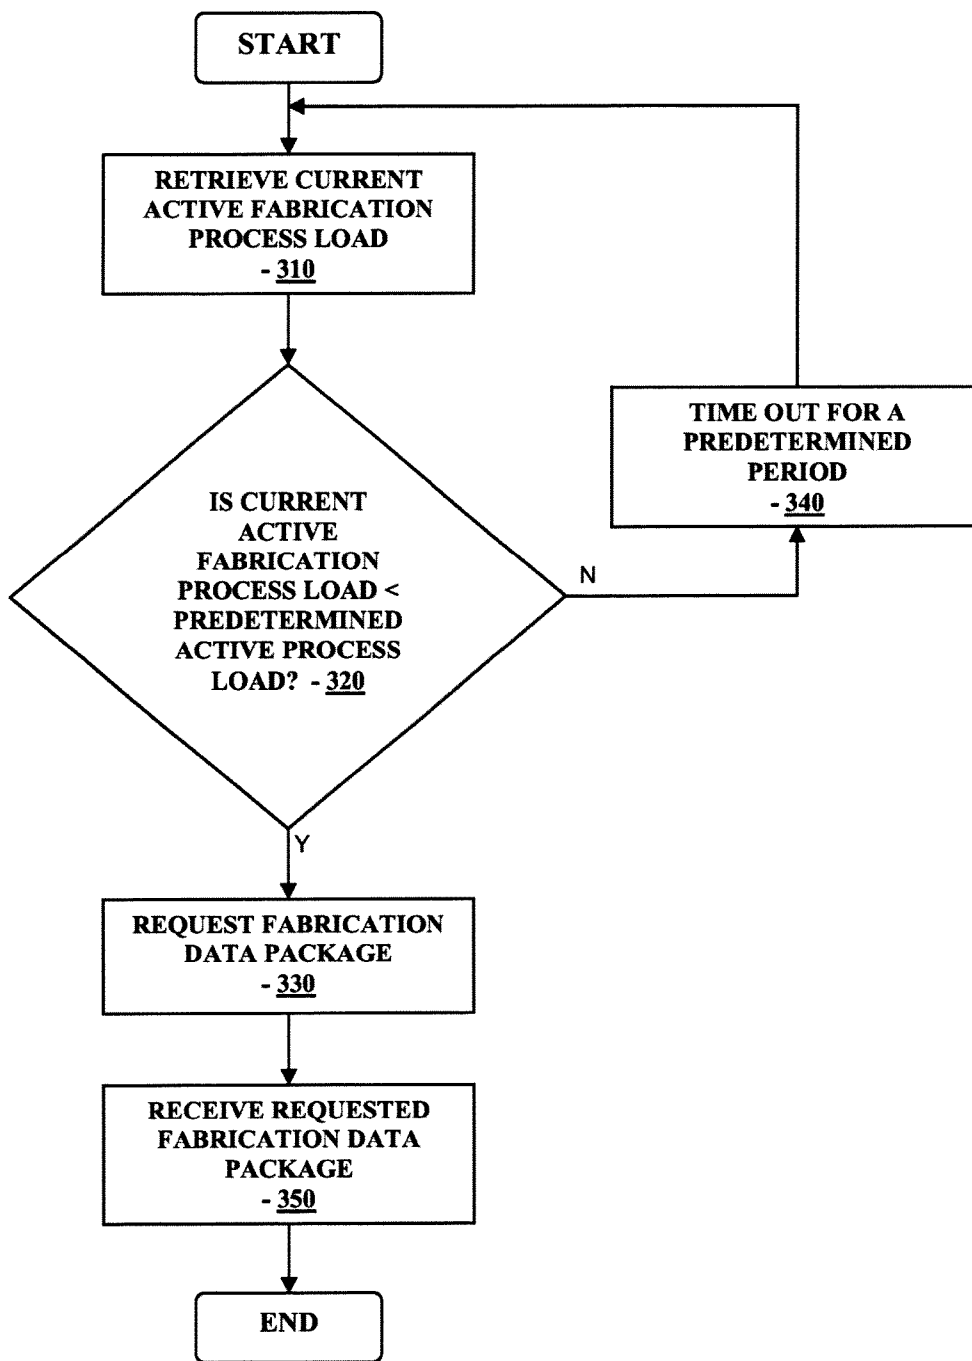 START
RETRIEVE CURRENT
ACTIVE FABRICATION
PROCESS LOAD
- 310
IS CURRENT
ACTIVE
FABRICATION
PROCESS LOAD <
PREDETERMINED
ACTIVE PROCESS
LOAD? - 320
N
TIME OUT FOR A
PREDETERMINED
PERIOD
- 340
Y
REQUEST FABRICATION
DATA PACKAGE
- 330
RECEIVE REQUESTED
FABRICATION DATA
PACKAGE
- 350
END